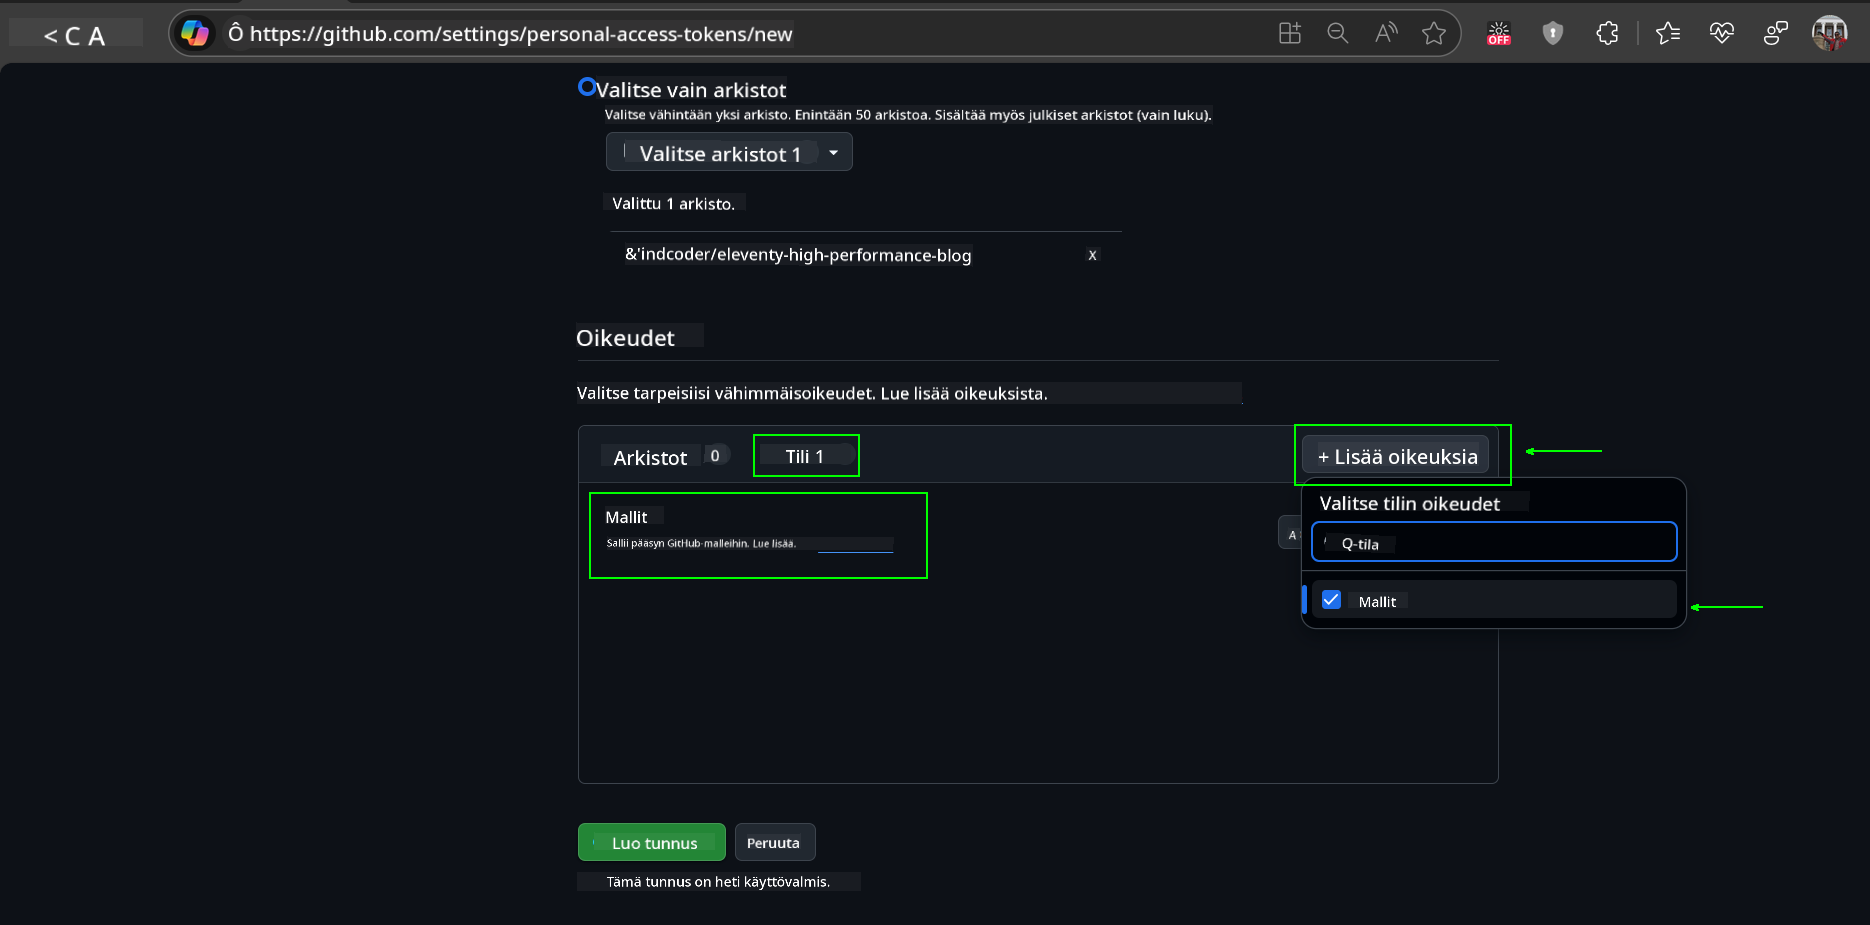 < C A
Ô https://github.com/settings/personal-access-tokens/new
OFF
Valitse vain arkistot
Valitse vähintään yksi arkisto. Enintään 50 arkistoa. Sisältää myös julkiset arkistot (vain luku).
Valitse arkistot 1
Valittu 1 arkisto.
&'indcoder/eleventy-high-performance-blog x
Oikeudet
Valitse tarpeisiisi vähimmäisoikeudet. Lue lisää oikeuksista.
Arkistot 0 Tili 1 + Lisää oikeuksia
Valitse tilin oikeudet
Mallit
Sallii pääsyn GitHub-malleihin. Lue lisää.
A
Q-tila
Mallit
Luo tunnus Peruuta
Tämä tunnus on heti käyttövalmis.